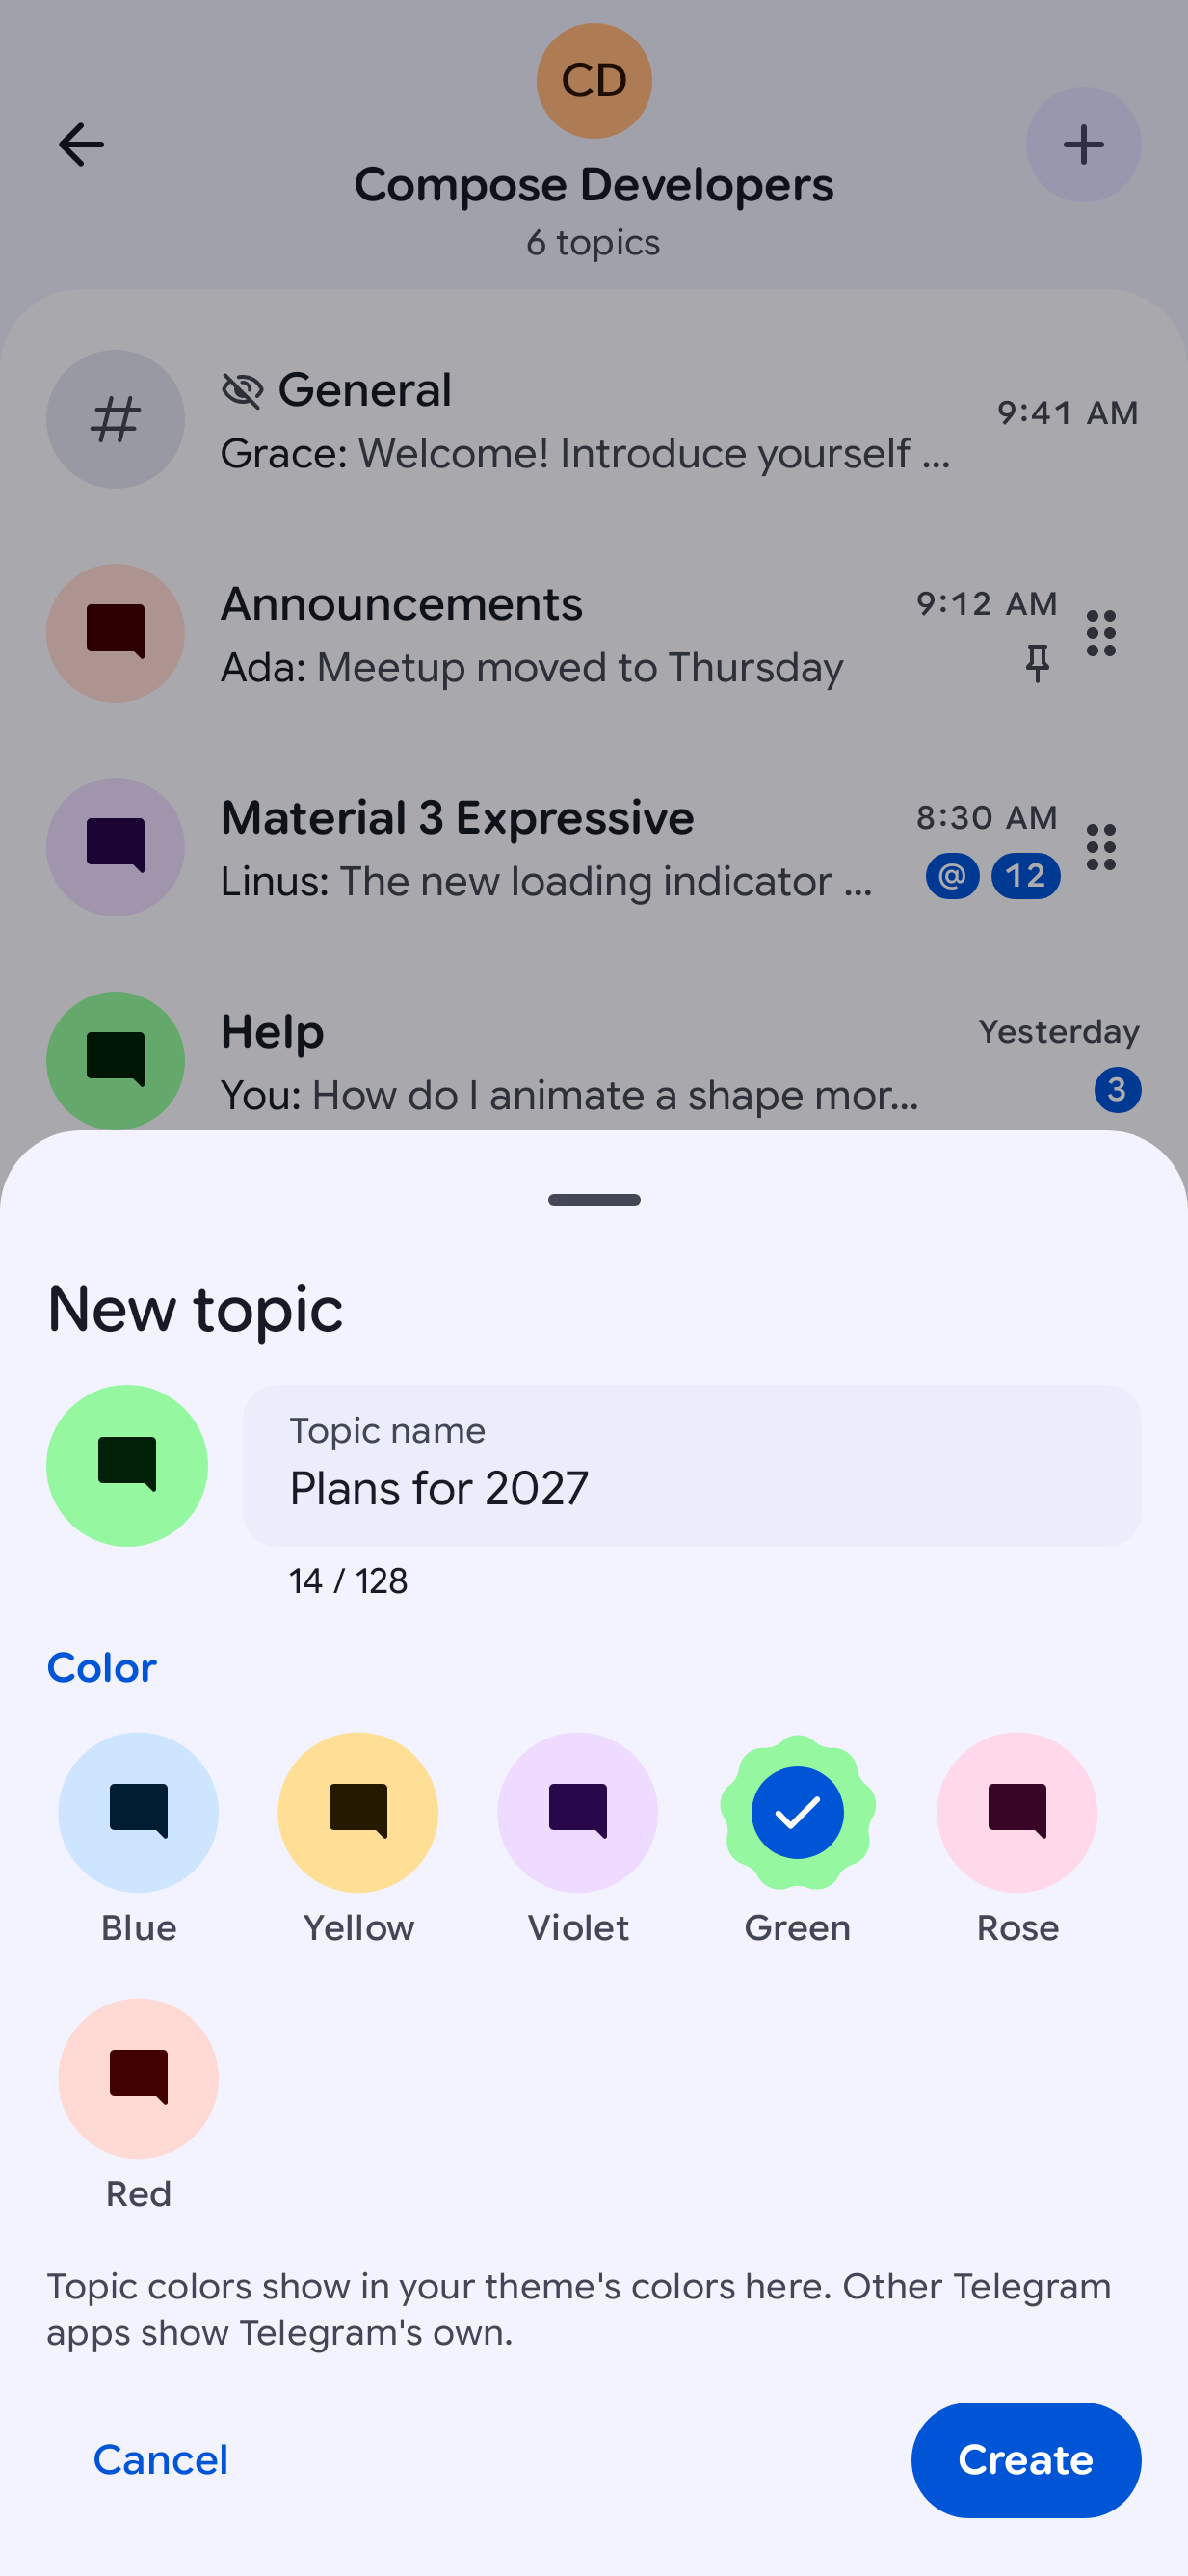 CD
Compose Developers
6 topics
General
9:41 AM
Grace: Welcome! Introduce yourself ...
Announcements
9:12 AM
Ada: Meetup moved to Thursday
Material 3 Expressive
8:30 AM
Linus: The new loading indicator ...
@ 12
Help
Yesterday
You: How do I animate a shape mor...
3
New topic
Topic name
Plans for 2027
14 / 128
Color
Blue Yellow Violet Green Rose
Red
Topic colors show in your theme's colors here. Other Telegram
apps show Telegram's own.
Cancel Create